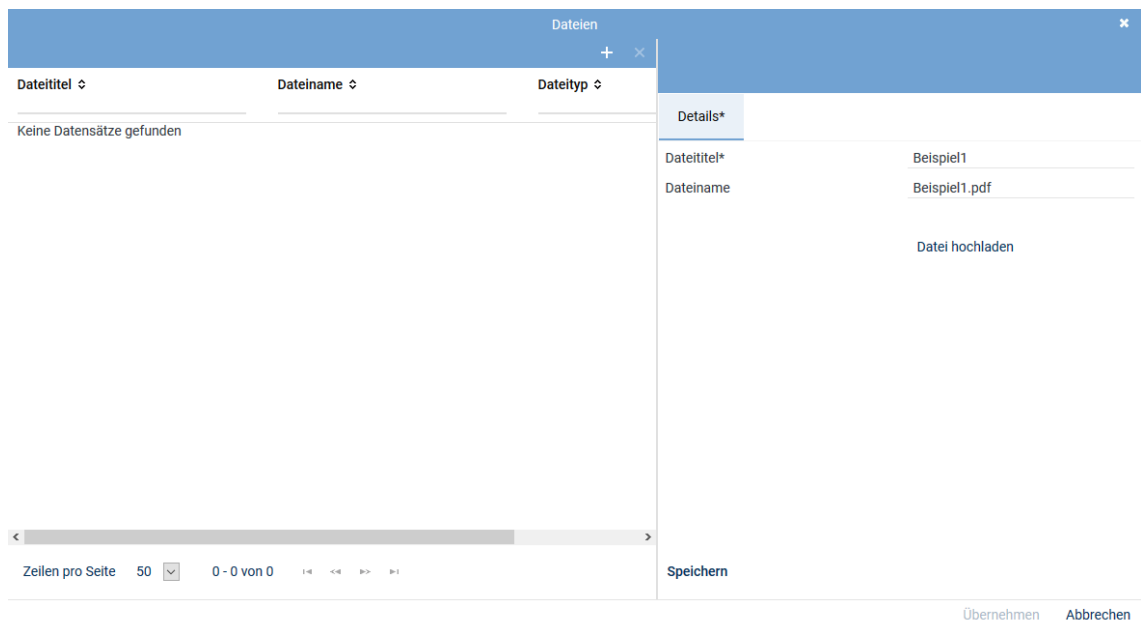 Dateien
Dateititel Dateiname Dateityp
Keine Datensätze gefunden
Details*
Dateititel* Beispiel1
Dateiname Beispiel1.pdf
Datei hochladen
Zeilen pro Seite 50 0 - 0 von 0
Speichern
Übernehmen Abbrechen